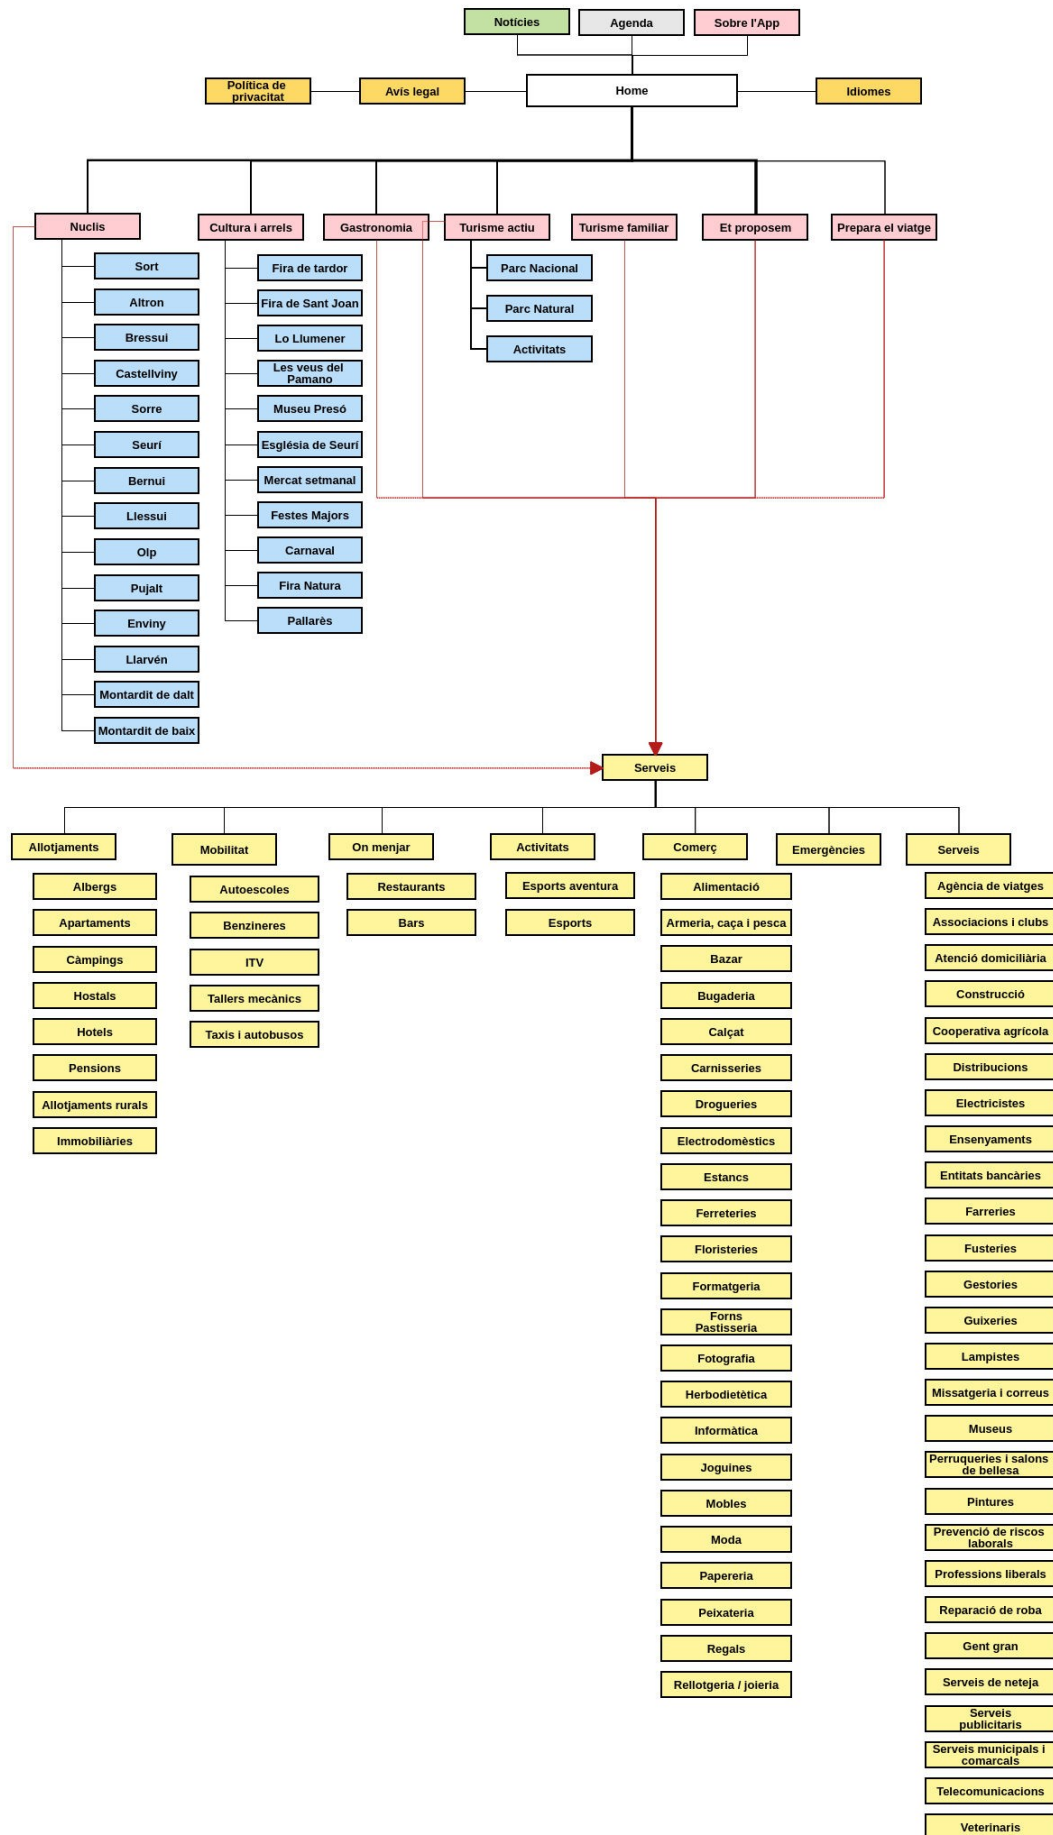 Notícies
Agenda
Sobre l'App
Política de
privacitat
Avís legal
Home
Idiomes
Nuclis
Cultura i arrels
Gastronomia
Turisme actiu
Turisme familiar
Et proposem
Prepara el viatge
Sort
Altron
Bressui
Castellviny
Sorre
Seurí
Bernui
Llessui
Olp
Pujalt
Enviny
Llarvén
Montardit de dalt
Montardit de baix
Fira de tardor
Fira de Sant Joan
Lo Llumener
Les veus del
Pamano
Museu Presó
Església de Seurí
Mercat setmanal
Festes Majors
Carnaval
Fira Natura
Pallarès
Parc Nacional
Parc Natural
Activitats
Serveis
Allotjaments
Albergs
Apartaments
Càmpings
Hostals
Hotels
Pensions
Allotjaments rurals
Immobiliàries
Mobilitat
Autoescoles
Benzineres
ITV
Tallers mecànics
Taxis i autobusos
On menjar
Restaurants
Bars
Activitats
Esports aventura
Esports
Comerç
Alimentació
Armeria, caça i pesca
Bazar
Bugaderia
Calçat
Carnisseries
Drogueries
Electrodomèstics
Estancs
Ferreteries
Floristeries
Formatgeria
Forns
Pastisseria
Fotografia
Herbodietètica
Informàtica
Joguines
Mobles
Moda
Papereria
Peixateria
Regals
Rellotgeria / joieria
Emergències
Serveis
Agència de viatges
Associacions i clubs
Atenció domiciliària
Construcció
Cooperativa agrícola
Distribucions
Electricistes
Ensenyaments
Entitats bancàries
Farreries
Fusteries
Gestories
Guixeries
Lampistes
Missatgeria i correus
Museus
Perruqueries i salons
de bellesa
Pintures
Prevenció de riscos
laborals
Professions liberals
Reparació de roba
Gent gran
Serveis de neteja
Serveis
publicitaris
Serveis municipals i
comarcals
Telecomunicacions
Veterinaris